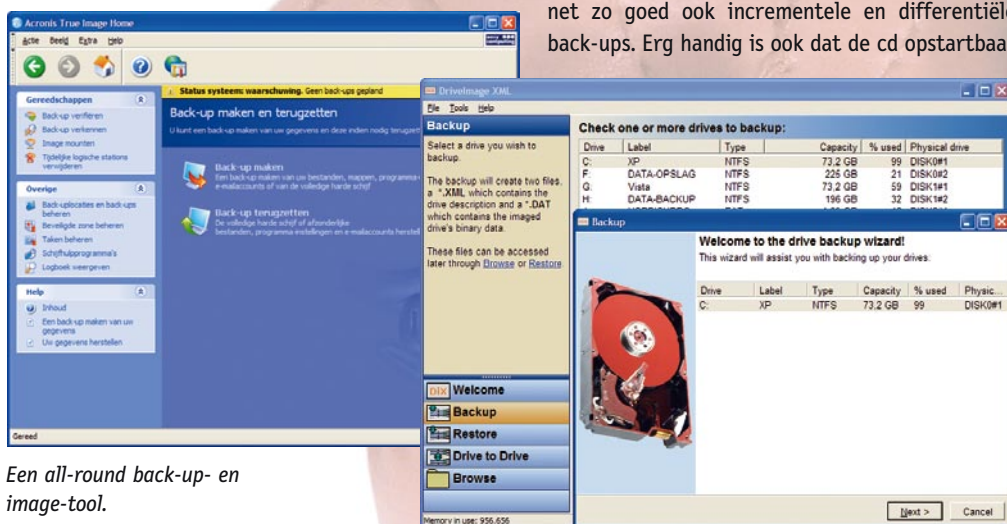 net zo goed ook incrementele en differentiële
back-ups. Erg handig is ook dat de cd opstartbaa
Acronis True Image Home
Actie Beeld Extra Help
Status systeem: waarschuwing. Geen back-ups gepland
Gereedschappen
Back-up verifiëren
Back-up verkennen
Image mounten
Tijdelijke logische stations
verwijderen
Overige
Back-uplocaties en back-ups
beheren
Beveiligde zone beheren
Taken beheren
Schijfhulpprogramma's
Logboek weergeven
Help
Inhoud
Een back-up maken van uw
gegevens
Uw gegevens herstellen
Back-up maken en terugzetten
U kunt een back-up maken van uw gegevens en deze indien nodig terugzet
Back-up maken
Een back-up maken van uw bestanden, mappen, programma-
e-mailaccounts of van de volledige harde schijf
Back-up terugzetten
De volledige harde schijf of afzonderlijke
bestanden, programma instellingen en e-mailaccounts herstel
Gereed
Een all-round back-up- en
image-tool.
DriveImage XML
File Tools Help
Backup
Select a drive you wish to
backup.
The backup will create two files,
a *.XML which contains the
drive description and a *.DAT
which contains the imaged
drive's binary data.
These files can be accessed
later through Browse or Restore
DIX Welcome
Backup
Restore
Drive to Drive
Browse
Memory in use: 956.656
Check one or more drives to backup:
Drive Label Type Capacity % used Physical drive
C: XP NTFS 73.2 GB 99 DISK0#1
F: DATA-OPSLAG NTFS 225 GB 21 DISK0#2
G: Vista NTFS 73.2 GB 59 DISK1#1
H: DATA-BACKUP NTFS 196 GB 32 DISK1#2
Backup
Welcome to the drive backup wizard!
This wizard will assist you with backing up your drives:
Drive Label Type Capacity % used Physic...
C: XP NTFS 73.2 GB 99 DISK0#1
Next > Cancel